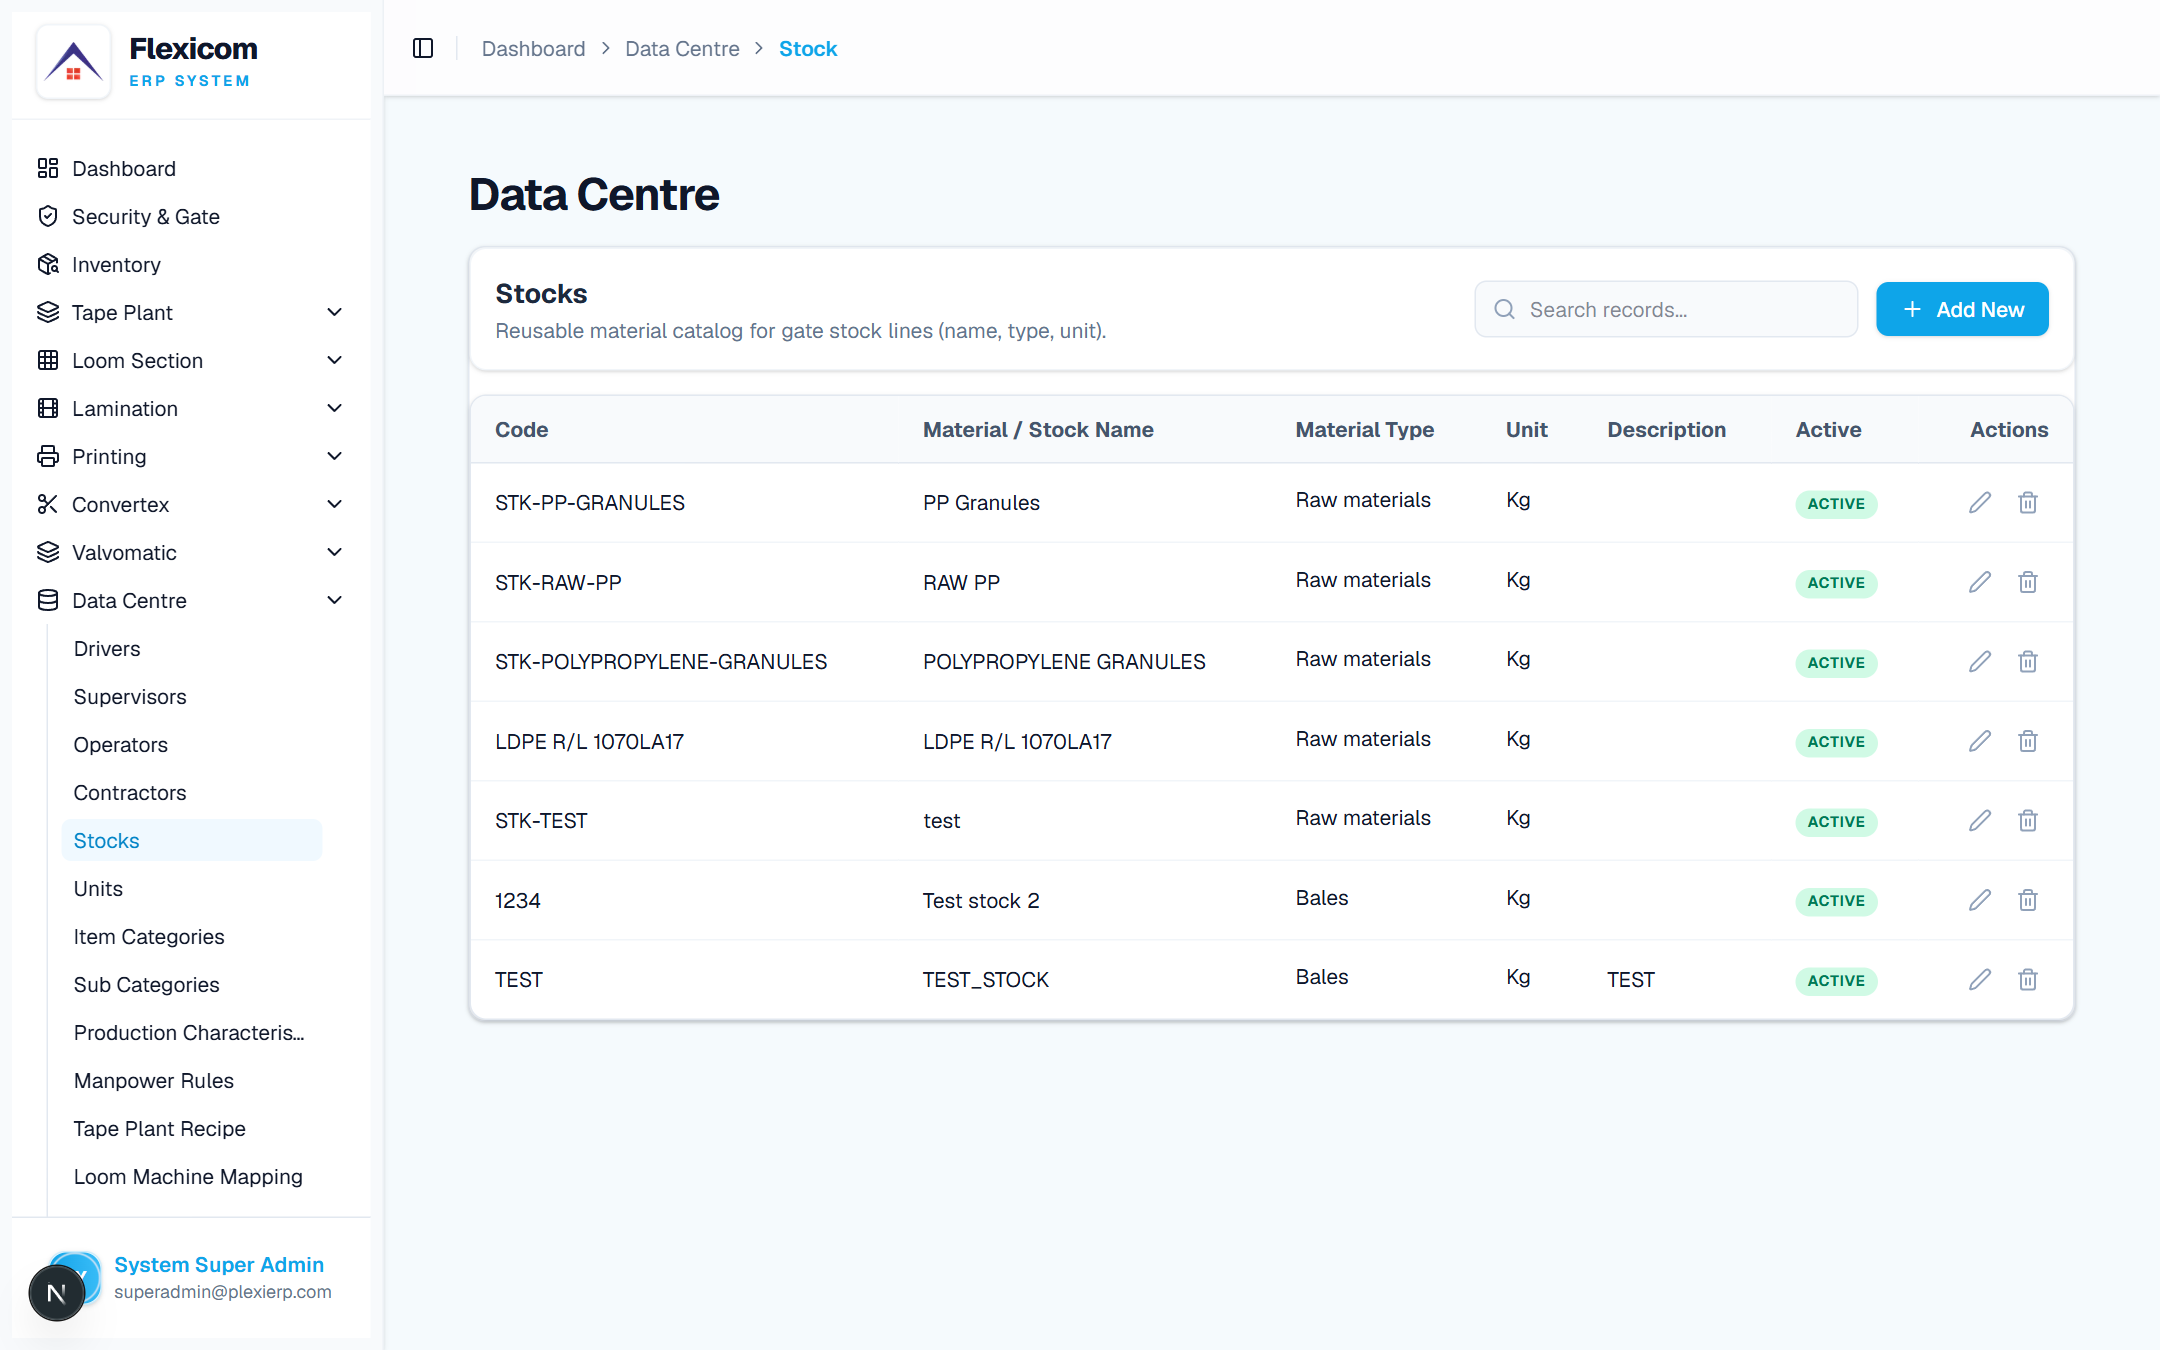 Flexicom
ERP SYSTEM
Dashboard
Security & Gate
Inventory
Tape Plant
Loom Section
Lamination
Printing
Convertex
Valvomatic
Data Centre
Drivers
Supervisors
Operators
Contractors
Stocks
Units
Item Categories
Sub Categories
Production Characteris...
Manpower Rules
Tape Plant Recipe
Loom Machine Mapping
N
System Super Admin
superadmin@plexierp.com
Dashboard > Data Centre > Stock
Data Centre
Stocks
Reusable material catalog for gate stock lines (name, type, unit).
Search records...
+ Add New
Code Material / Stock Name Material Type Unit Description Active Actions
STK-PP-GRANULES PP Granules Raw materials Kg ACTIVE
STK-RAW-PP RAW PP Raw materials Kg ACTIVE
STK-POLYPROPYLENE-GRANULES POLYPROPYLENE GRANULES Raw materials Kg ACTIVE
LDPE R/L 1070LA17 LDPE R/L 1070LA17 Raw materials Kg ACTIVE
STK-TEST test Raw materials Kg ACTIVE
1234 Test stock 2 Bales Kg ACTIVE
TEST TEST_STOCK Bales Kg TEST ACTIVE